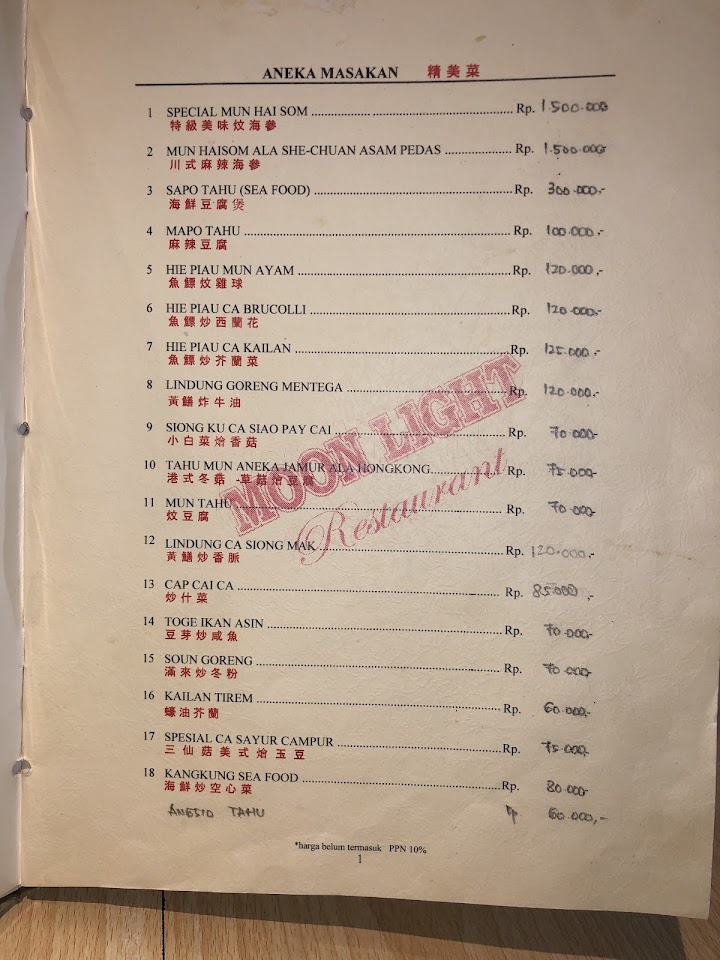 ANEKA MASAKAN 精美菜
1 SPECIAL MUN HAI SOM ........................ Rp. 1.500.000
特級美味炆海參
2 MUN HAISOM ALA SHE-CHUAN ASAM PEDAS ........................ Rp. 1.500.000
川式麻辣海參
3 SAPO TAHU (SEA FOOD) ........................ Rp. 300.000,-
海鮮豆腐煲
4 MAPO TAHU ........................ Rp. 100.000,-
麻辣豆腐
5 HIE PIAU MUN AYAM ........................ Rp. 120.000,-
魚鰾炆雞球
6 HIE PIAU CA BRUCOLLI ........................ Rp. 120.000,-
魚鰾炒西蘭花
7 HIE PIAU CA KAILAN ........................ Rp. 125.000,-
魚鰾炒芥蘭菜
8 LINDUNG GORENG MENTEGA ........................ Rp. 120.000,-
黃鱔炸牛油
9 SIONG KU CA SIAO PAY CAI ........................ Rp. 70.000,-
小白菜燴香菇
10 TAHU MUN ANEKA JAMUR ALA HONGKONG ........................ Rp. 75.000,-
港式冬菇-草菇燴豆腐
11 MUN TAHU ........................ Rp. 70.000,-
炆豆腐
12 LINDUNG CA SIONG MAK ........................ Rp. 120.000,-
黃鱔炒香脈
13 CAP CAI CA ........................ Rp. 85.000,-
炒什菜
14 TOGE IKAN ASIN ........................ Rp. 70.000,-
豆芽炒咸魚
15 SOUN GORENG ........................ Rp. 70.000,-
滿來炒冬粉
16 KAILAN TIREM ........................ Rp. 60.000,-
蠔油芥蘭
17 SPESIAL CA SAYUR CAMPUR ........................ Rp. 75.000,-
三仙菇美式燴玉豆
18 KANGKUNG SEA FOOD ........................ Rp. 80.000,-
海鮮炒空心菜
TAHU Rp 60.000,-
MOON LIGHT
Restaurant
*harga belum termasuk PPN 10%
1